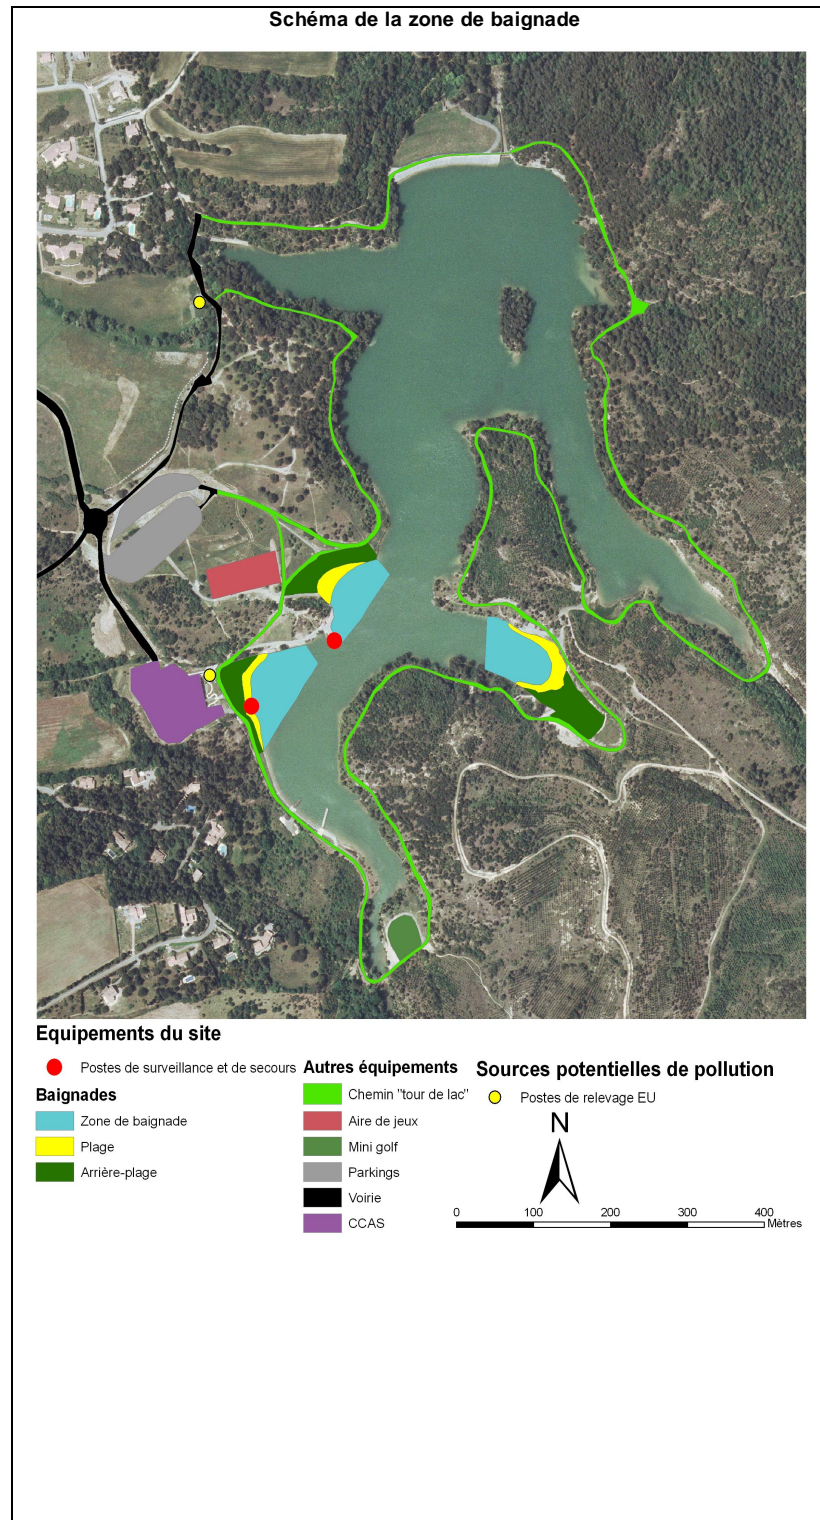 Schéma de la zone de baignade
Equipements du site
Postes de surveillance et de secours
Baignades
Zone de baignade
Plage
Arrière-plage
Autres équipements
Chemin "tour de lac"
Aire de jeux
Mini golf
Parkings
Voirie
CCAS
Sources potentielles de pollution
Postes de relevage EU
N
0 100 200 300 400
Mètres